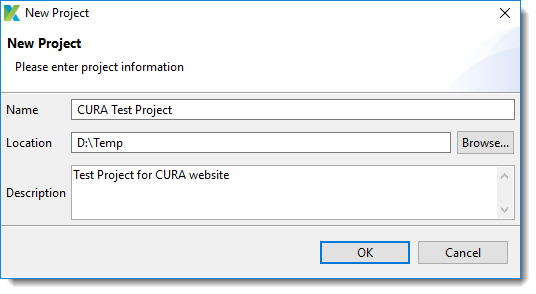 New Project
New Project
Please enter project information
Name CURA Test Project
Location D:\Temp Browse...
Description Test Project for CURA website
OK Cancel